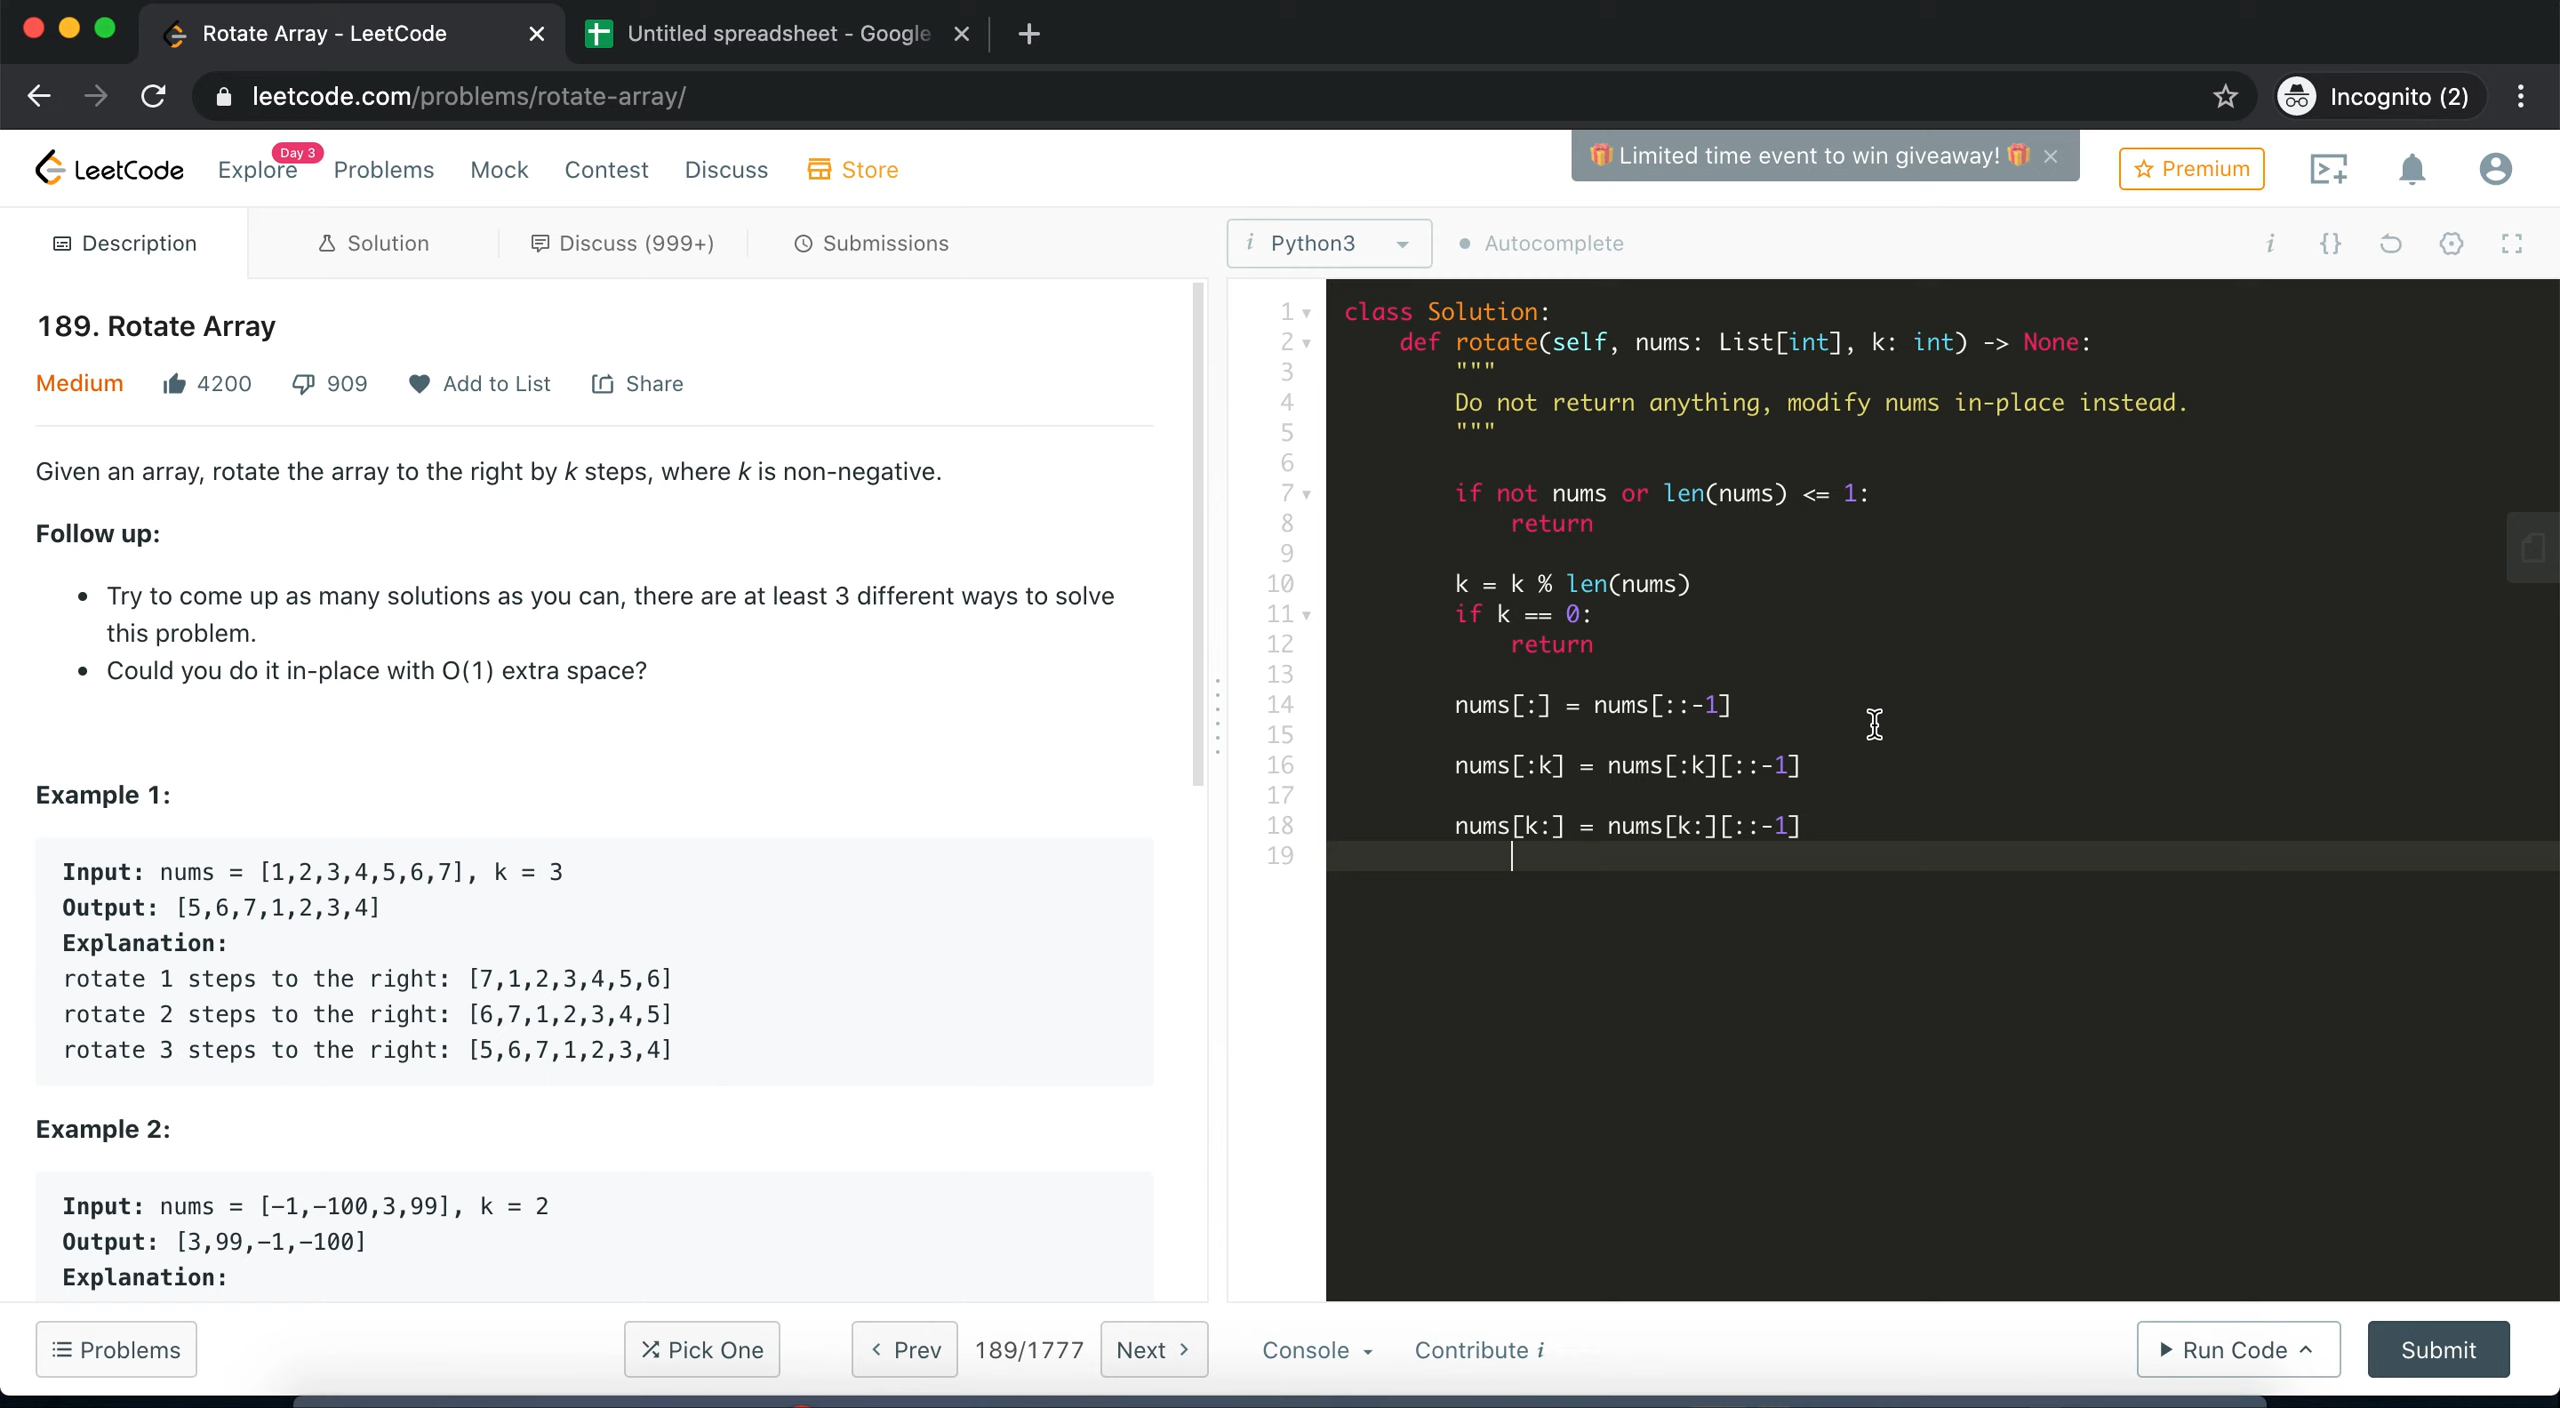 Rotate Array - LeetCode
Untitled spreadsheet - Google
leetcode.com/problems/rotate-array/
Incognito (2)
LeetCode
Explore
Day 3
Problems
Mock
Contest
Discuss
Store
Limited time event to win giveaway!
Premium
Description
Solution
Discuss (999+)
Submissions
i Python3
Autocomplete
i
{}
189. Rotate Array
Medium
4200
909
Add to List
Share
Given an array, rotate the array to the right by k steps, where k is non-negative.
Follow up:
• Try to come up as many solutions as you can, there are at least 3 different ways to solve
this problem.
• Could you do it in-place with O(1) extra space?
Example 1:
Input: nums = [1,2,3,4,5,6,7], k = 3
Output: [5,6,7,1,2,3,4]
Explanation:
rotate 1 steps to the right: [7,1,2,3,4,5,6]
rotate 2 steps to the right: [6,7,1,2,3,4,5]
rotate 3 steps to the right: [5,6,7,1,2,3,4]
Example 2:
Input: nums = [-1,-100,3,99], k = 2
Output: [3,99,-1,-100]
Explanation:
1 class Solution:
2     def rotate(self, nums: List[int], k: int) -> None:
3         """
4         Do not return anything, modify nums in-place instead.
5         """
6
7         if not nums or len(nums) <= 1:
8             return
9
10         k = k % len(nums)
11         if k == 0:
12             return
13
14         nums[:] = nums[::-1]
15
16         nums[:k] = nums[:k][::-1]
17
18         nums[k:] = nums[k:][::-1]
19
Problems
Pick One
< Prev
189/1777
Next >
Console
Contribute i
Run Code
Submit